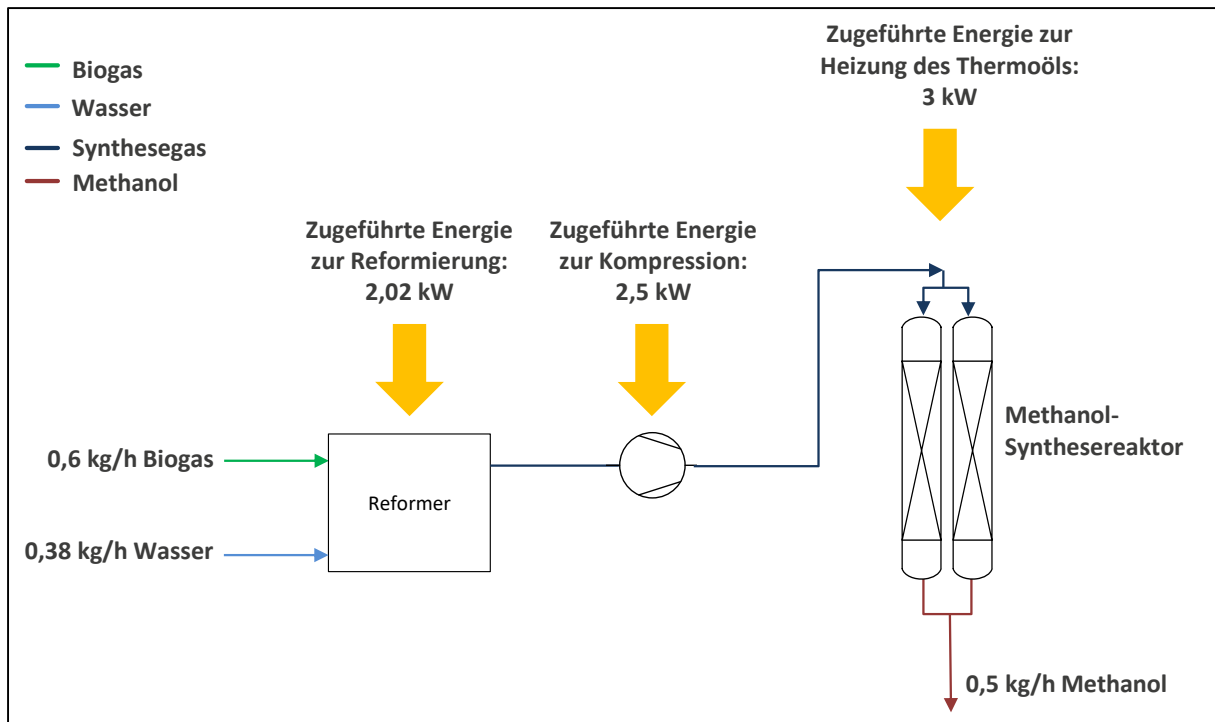 Biogas
Wasser
Synthesegas
Methanol
Zugeführte Energie zur
Heizung des Thermoöls:
3 kW
Zugeführte Energie
zur Reformierung:
2,02 kW
Zugeführte Energie
zur Kompression:
2,5 kW
0,6 kg/h Biogas
Reformer
0,38 kg/h Wasser
Methanol-
Synthesereaktor
0,5 kg/h Methanol